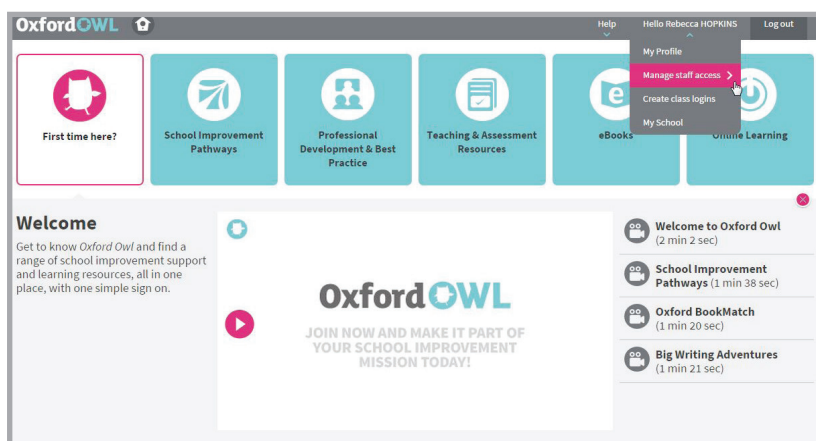 OxfordOWL
Help
Hello Rebecca HOPKINS
Log out
My Profile
Manage staff access
Create class logins
My School
First time here?
School Improvement
Pathways
Professional
Development & Best
Practice
Teaching & Assessment
Resources
e
eBooks
Online Learning
Welcome
Get to know Oxford Owl and find a
range of school improvement support
and learning resources, all in one
place, with one simple sign on.
OxfordOWL
JOIN NOW AND MAKE IT PART OF
YOUR SCHOOL IMPROVEMENT
MISSION TODAY!
Welcome to Oxford Owl
(2 min 2 sec)
School Improvement
Pathways (1 min 38 sec)
Oxford BookMatch
(1 min 20 sec)
Big Writing Adventures
(1 min 21 sec)